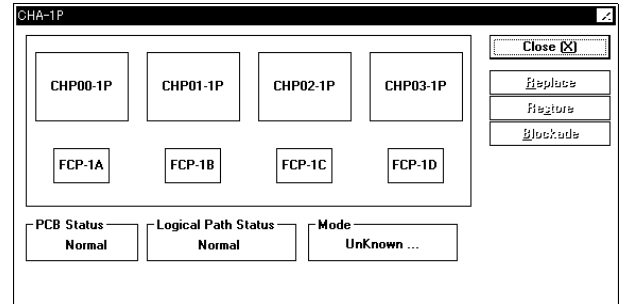 CHA-1P
Close (X)
CHP00-1P CHP01-1P CHP02-1P CHP03-1P
Replace
Restore
Blockade
FCP-1A FCP-1B FCP-1C FCP-1D
PCB Status Logical Path Status Mode
Normal Normal UnKnown ...